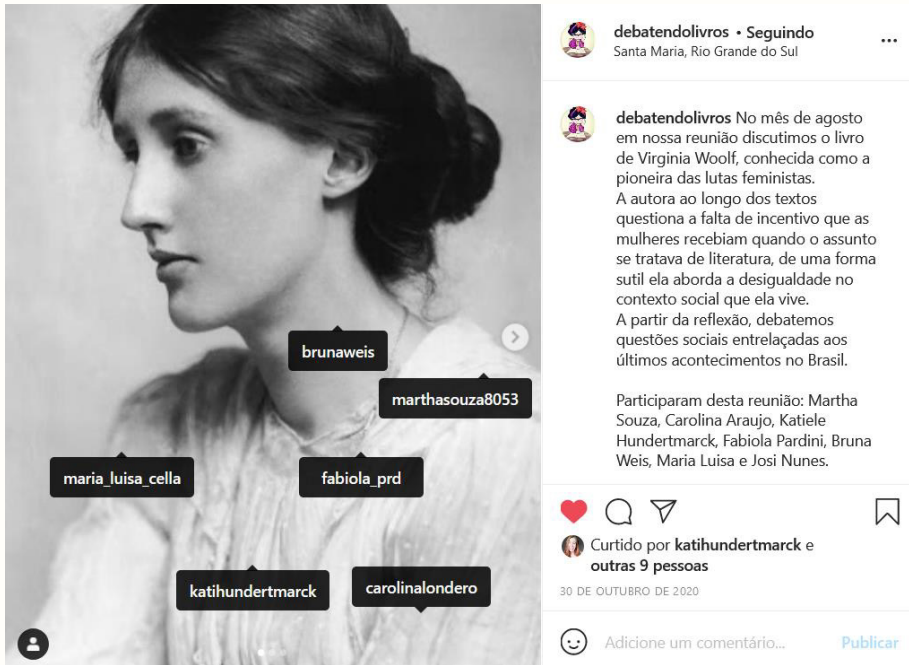 brunaweis
marthasouza8053
maria_luisa_cella
fabiola_prd
katihundertmarck
carolinalondero
debatendolivros • Seguindo
Santa Maria, Rio Grande do Sul
debatendolivros No mês de agosto
em nossa reunião discutimos o livro
de Virginia Woolf, conhecida como a
pioneira das lutas feministas.
A autora ao longo dos textos
questiona a falta de incentivo que as
mulheres recebiam quando o assunto
se tratava de literatura, de uma forma
sutil ela aborda a desigualdade no
contexto social que ela vive.
A partir da reflexão, debatemos
questões sociais entrelaçadas aos
últimos acontecimentos no Brasil.
Participaram desta reunião: Martha
Souza, Carolina Araujo, Katiele
Hundertmarck, Fabiola Pardini, Bruna
Weis, Maria Luisa e Josi Nunes.
Curtido por katihundertmarck e
outras 9 pessoas
30 DE OUTUBRO DE 2020
Adicione um comentário...
Publicar